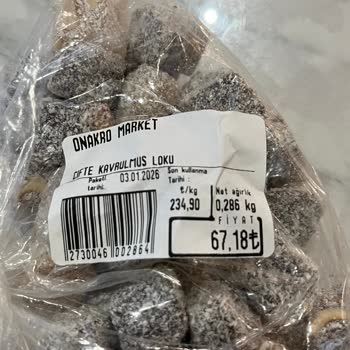 ONAKRO MARKET
ÇİFTE KAVRULMUS LOKU
Paket. tarihi. 03.01.2026
Son kullanma Tarihi :
₺/kg
234,90
Net ağırlık
0,286 kg
FİYAT
67,18₺
2730046 002864